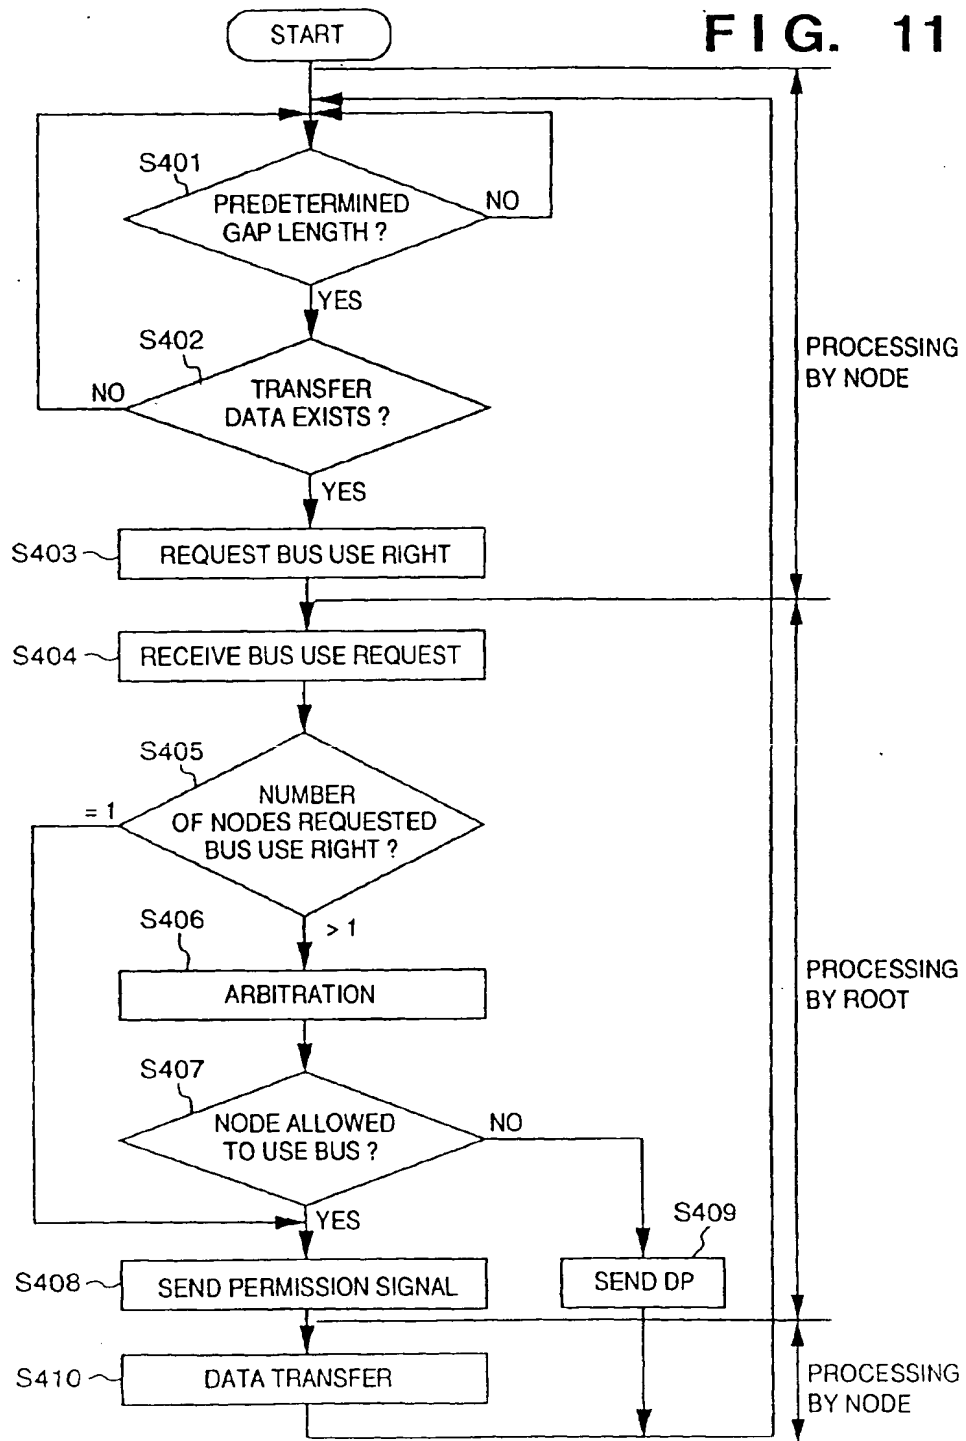 FIG. 11
START
S401
PREDETERMINED
GAP LENGTH ?
NO
YES
S402
TRANSFER
DATA EXISTS ?
NO
YES
PROCESSING
BY NODE
S403
REQUEST BUS USE RIGHT
S404
RECEIVE BUS USE REQUEST
S405
NUMBER
OF NODES REQUESTED
BUS USE RIGHT ?
= 1
> 1
S406
ARBITRATION
PROCESSING
BY ROOT
S407
NODE ALLOWED
TO USE BUS ?
NO
YES
S408
SEND PERMISSION SIGNAL
S409
SEND DP
S410
DATA TRANSFER
PROCESSING
BY NODE